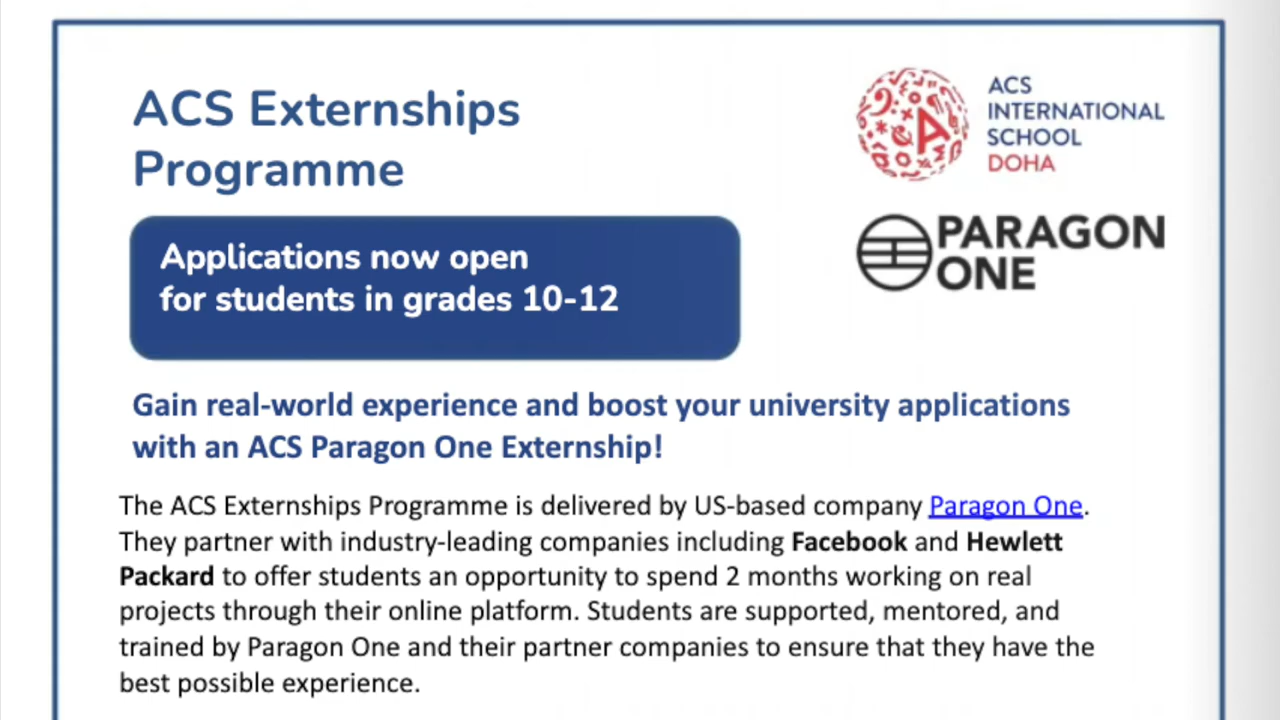 ACS Externships
Programme
ACS
INTERNATIONAL
SCHOOL
DOHA
PARAGON
ONE
Applications now open
for students in grades 10-12
Gain real-world experience and boost your university applications
with an ACS Paragon One Externship!
The ACS Externships Programme is delivered by US-based company Paragon One.
They partner with industry-leading companies including Facebook and Hewlett
Packard to offer students an opportunity to spend 2 months working on real
projects through their online platform. Students are supported, mentored, and
trained by Paragon One and their partner companies to ensure that they have the
best possible experience.